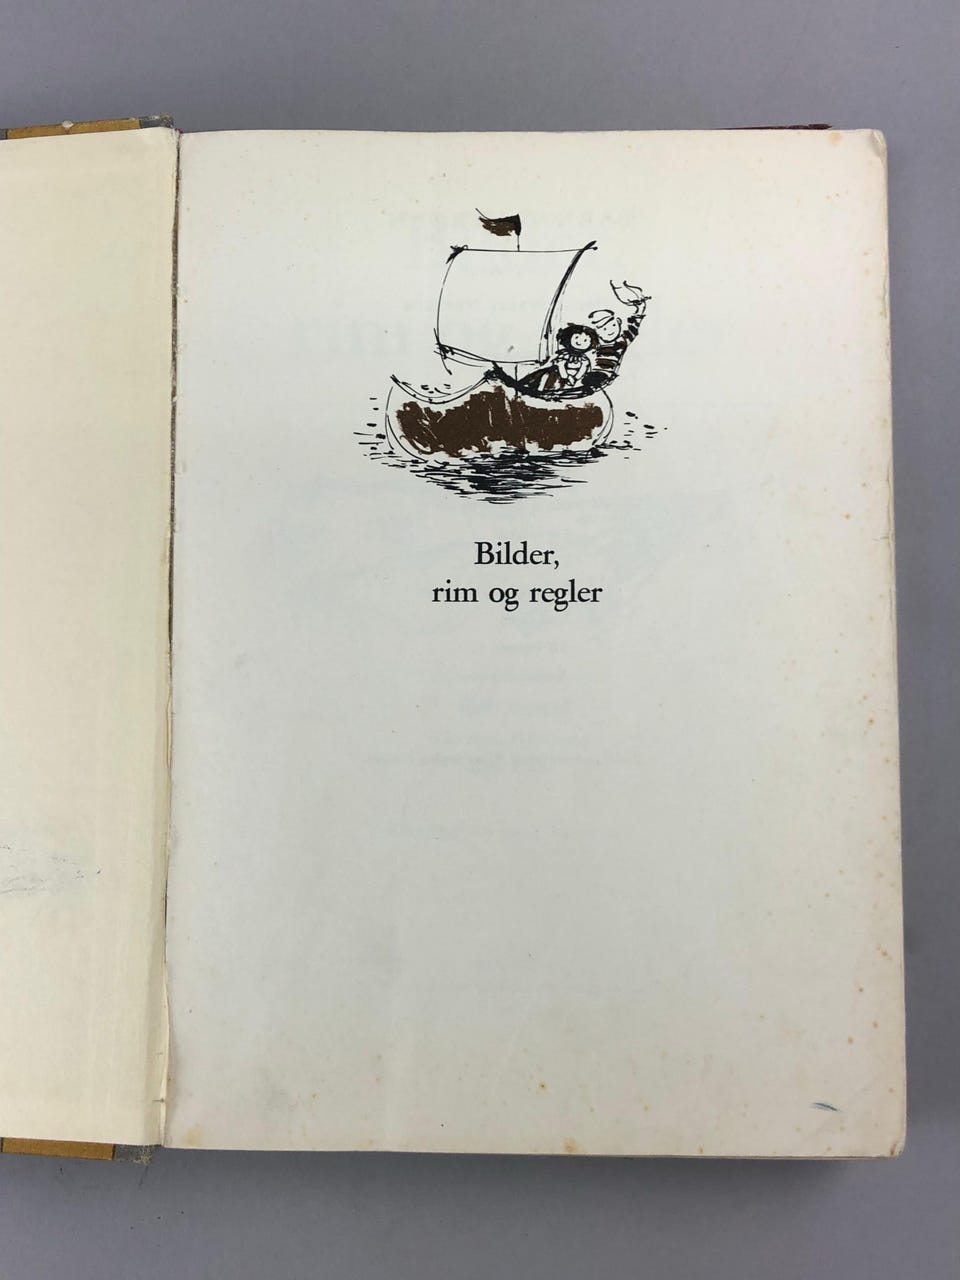 Bilder,
rim og regler